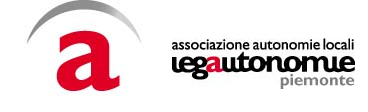 a
associazione autonomie locali
legautonomie
piemonte